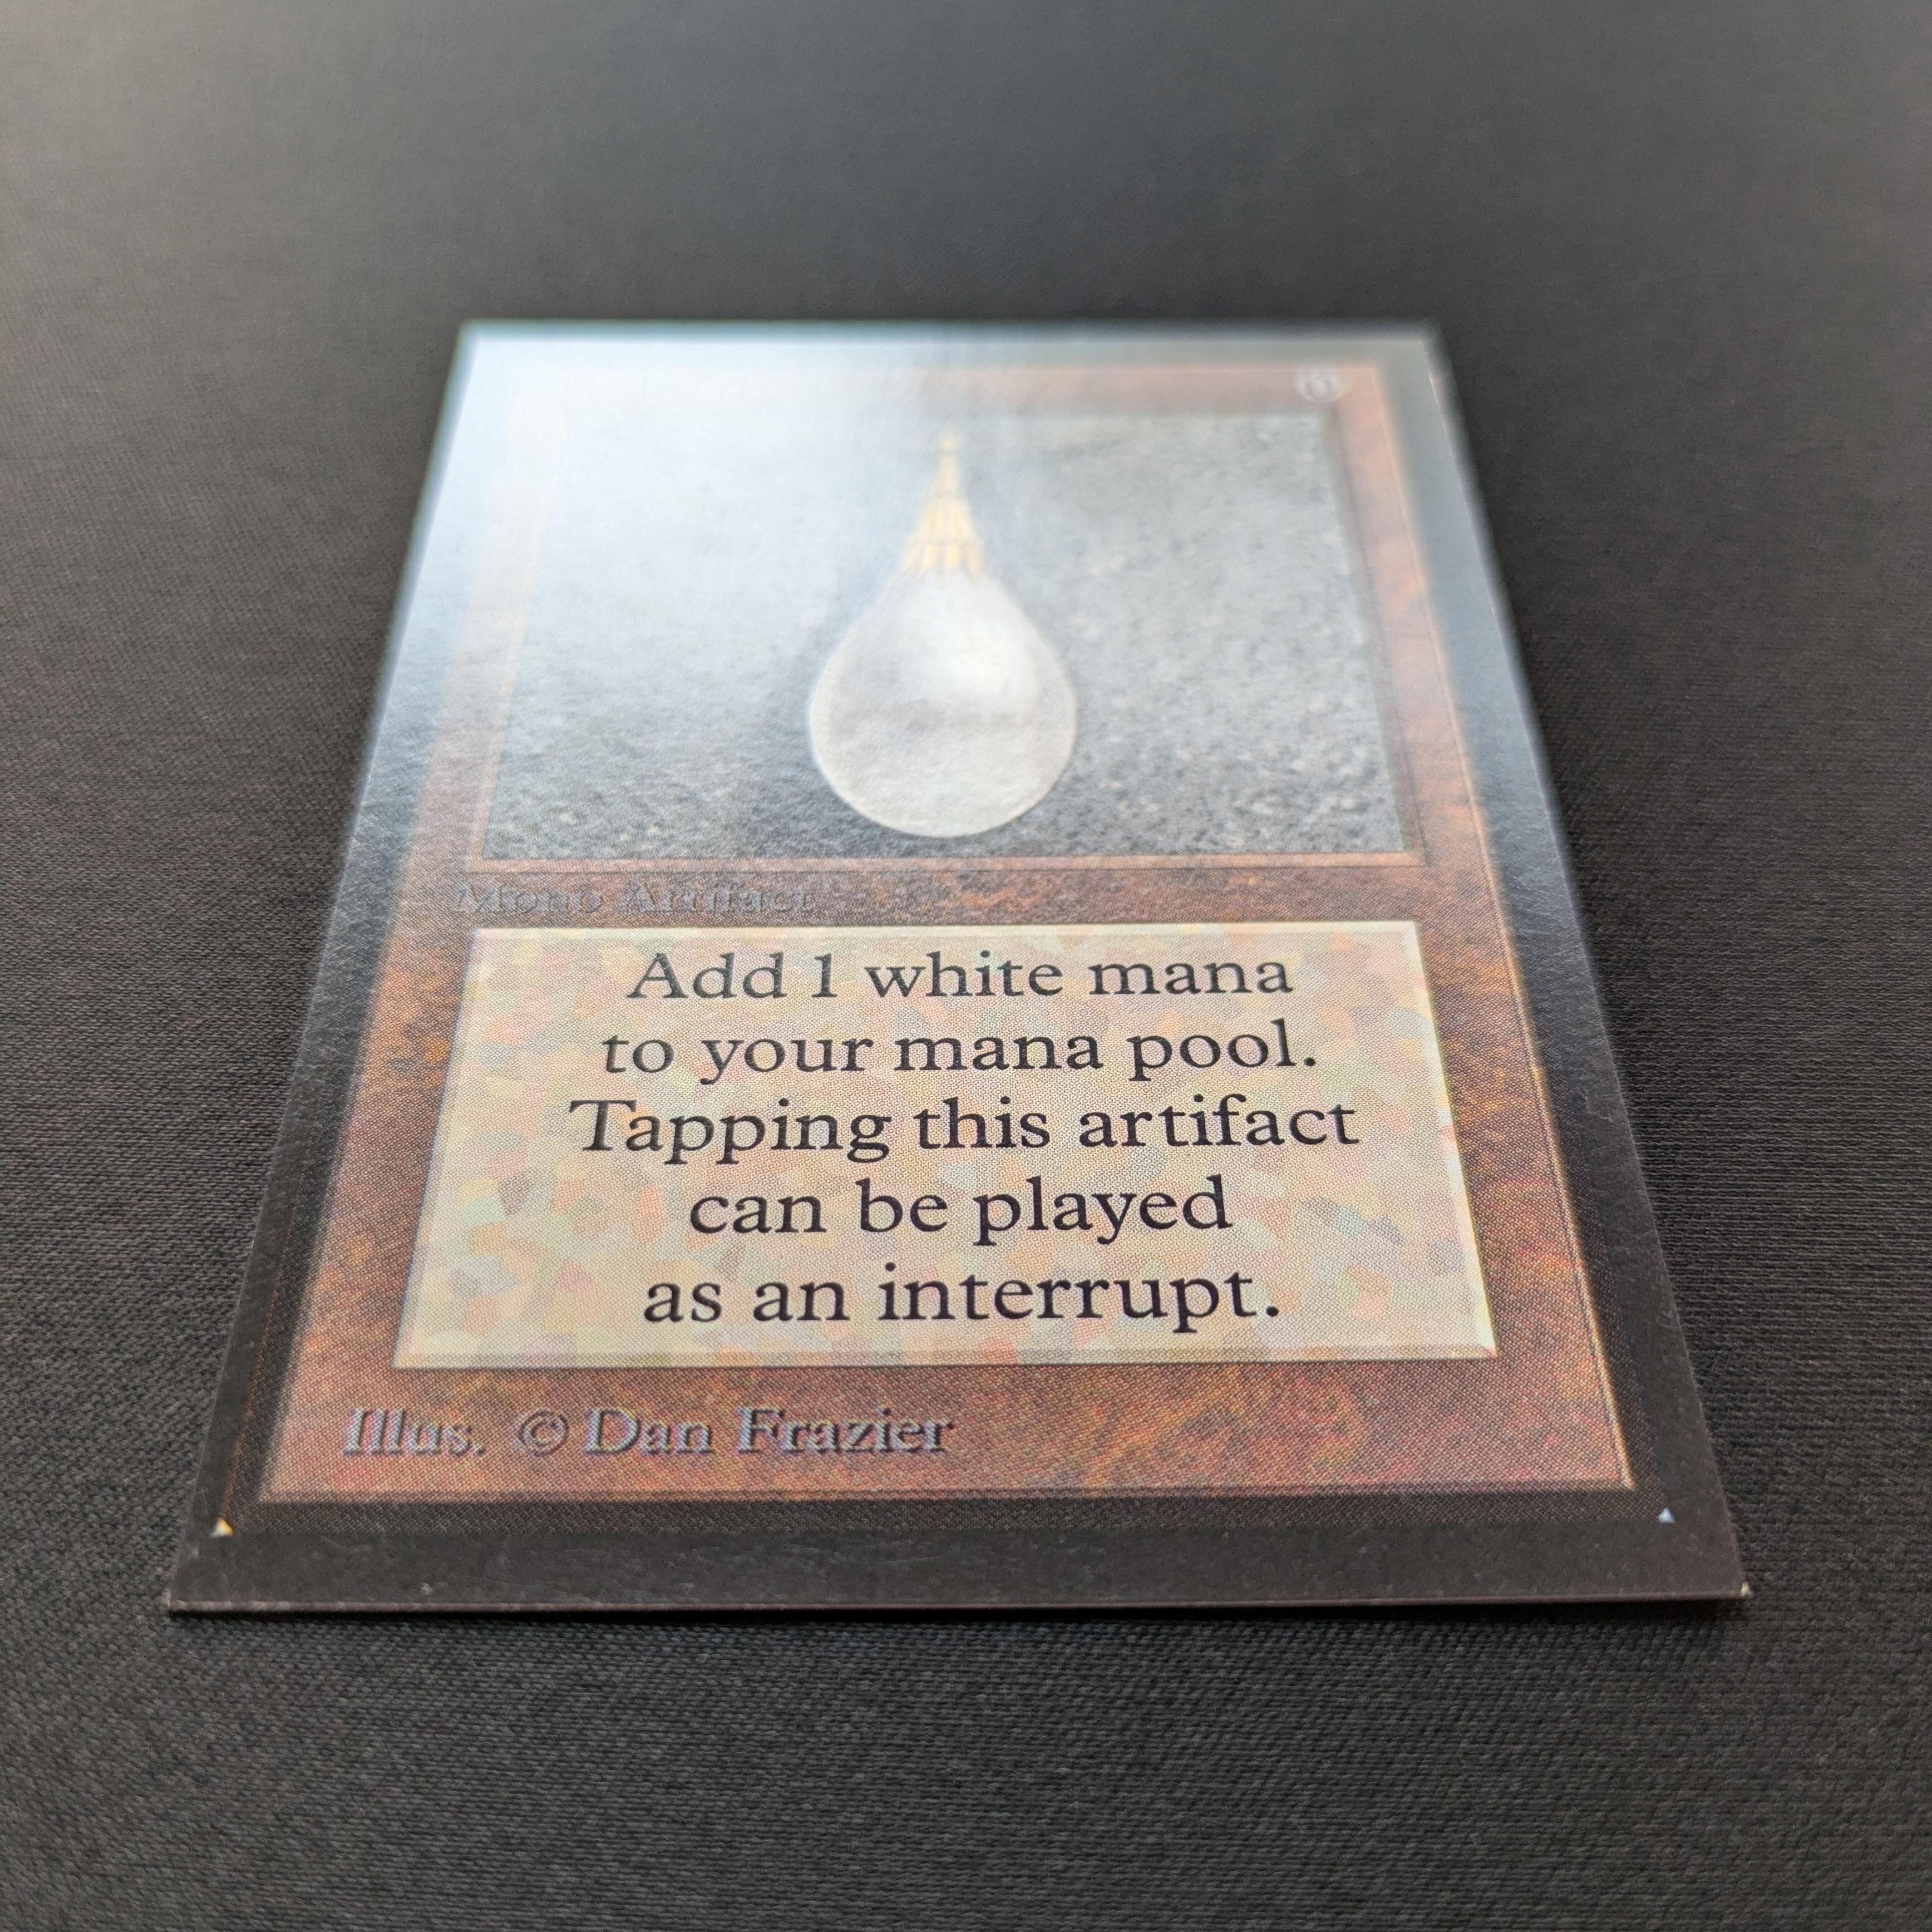 Mono Artifact
Add 1 white mana
to your mana pool.
Tapping this artifact
can be played
as an interrupt.
Illus. © Dan Frazier